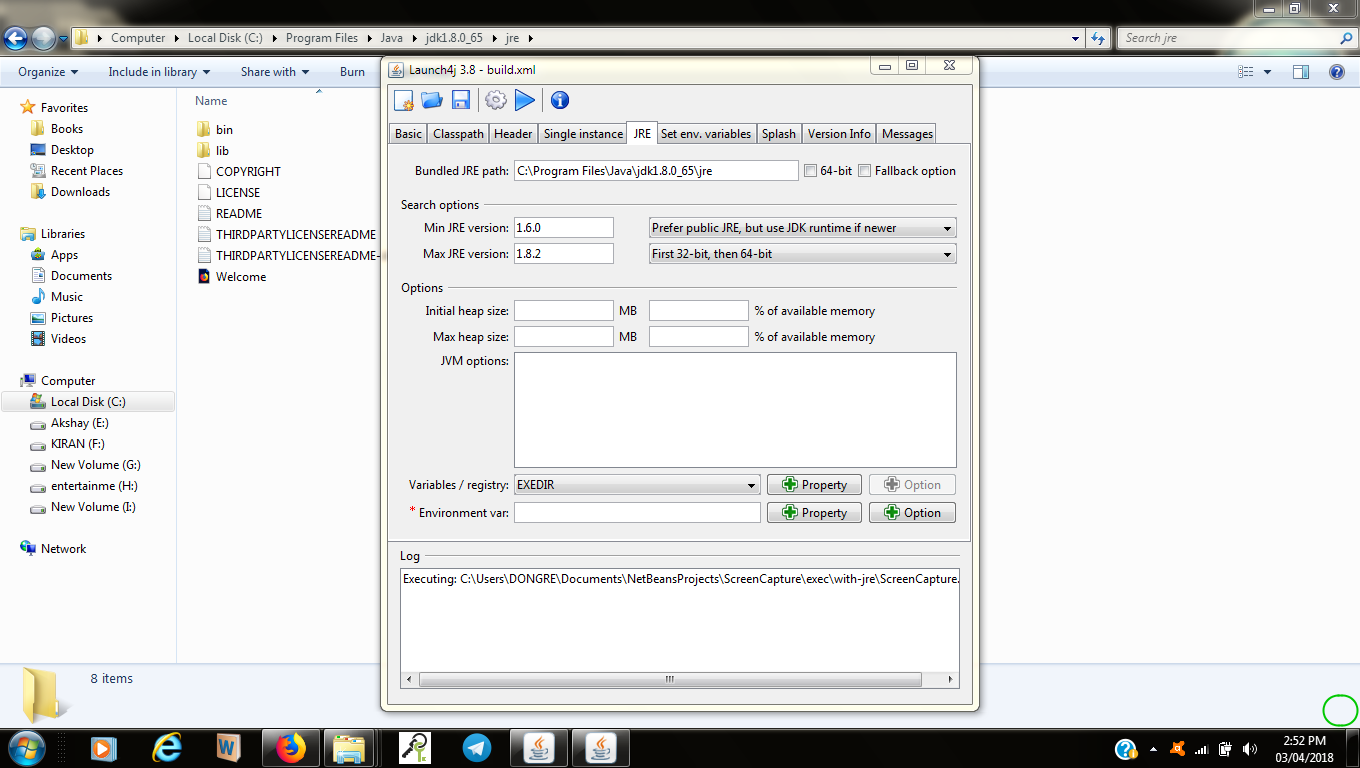 Computer Local Disk (C:) Program Files Java jdk1.8.0_65 jre
Search jre
Organize Include in library Share with Burn
Launch4j 3.8 - build.xml
Favorites
Books
Desktop
Recent Places
Downloads
Libraries
Apps
Documents
Music
Pictures
Videos
Computer
Local Disk (C:)
Akshay (E:)
KIRAN (F:)
New Volume (G:)
entertainme (H:)
New Volume (I:)
Network
Name
bin
lib
COPYRIGHT
LICENSE
README
THIRDPARTYLICENSEREADME
THIRDPARTYLICENSEREADME-
Welcome
Basic Classpath Header Single instance JRE Set env. variables Splash Version Info Messages
Bundled JRE path: C:\Program Files\Java\jdk1.8.0_65\jre 64-bit Fallback option
Search options
Min JRE version: 1.6.0 Prefer public JRE, but use JDK runtime if newer
Max JRE version: 1.8.2 First 32-bit, then 64-bit
Options
Initial heap size: MB % of available memory
Max heap size: MB % of available memory
JVM options:
Variables / registry: EXEDIR Property Option
* Environment var: Property Option
Log
Executing: C:\Users\DONGRE\Documents\NetBeansProjects\ScreenCapture\exec\with-jre\ScreenCapture.
8 items
2:52 PM
03/04/2018